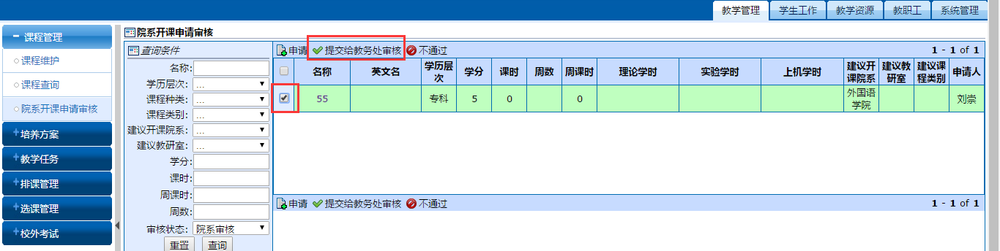 教学管理 学生工作 教学资源 教职工 系统管理
课程管理
课程维护
课程查询
院系开课申请审核
培养方案
教学任务
排课管理
选课管理
校外考试
院系开课申请审核
查询条件
名称:
学历层次: ...
课程种类: ...
课程类别: ...
建议开课院系: ...
建议教研室: ...
学分:
课时:
周课时:
周数:
审核状态: 院系审核
重置 查询
申请 提交给教务处审核 不通过 1 - 1 of 1
名称 英文名 学历层次 学分 课时 周数 周课时 理论学时 实验学时 上机学时 建议开课院系 建议教研室 建议课程类别 申请人
55 专科 5 0 0 外国语学院 刘崇
申请 提交给教务处审核 不通过 1 - 1 of 1